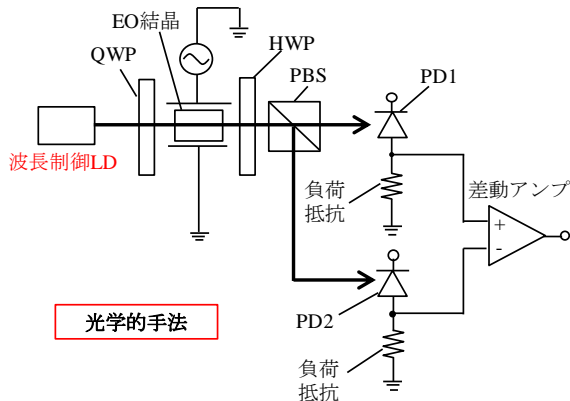 EO結晶
HWP
QWP
PBS
PD1
波長制御LD
負荷
抵抗
差動アンプ
+
-
光学的手法
PD2
負荷
抵抗